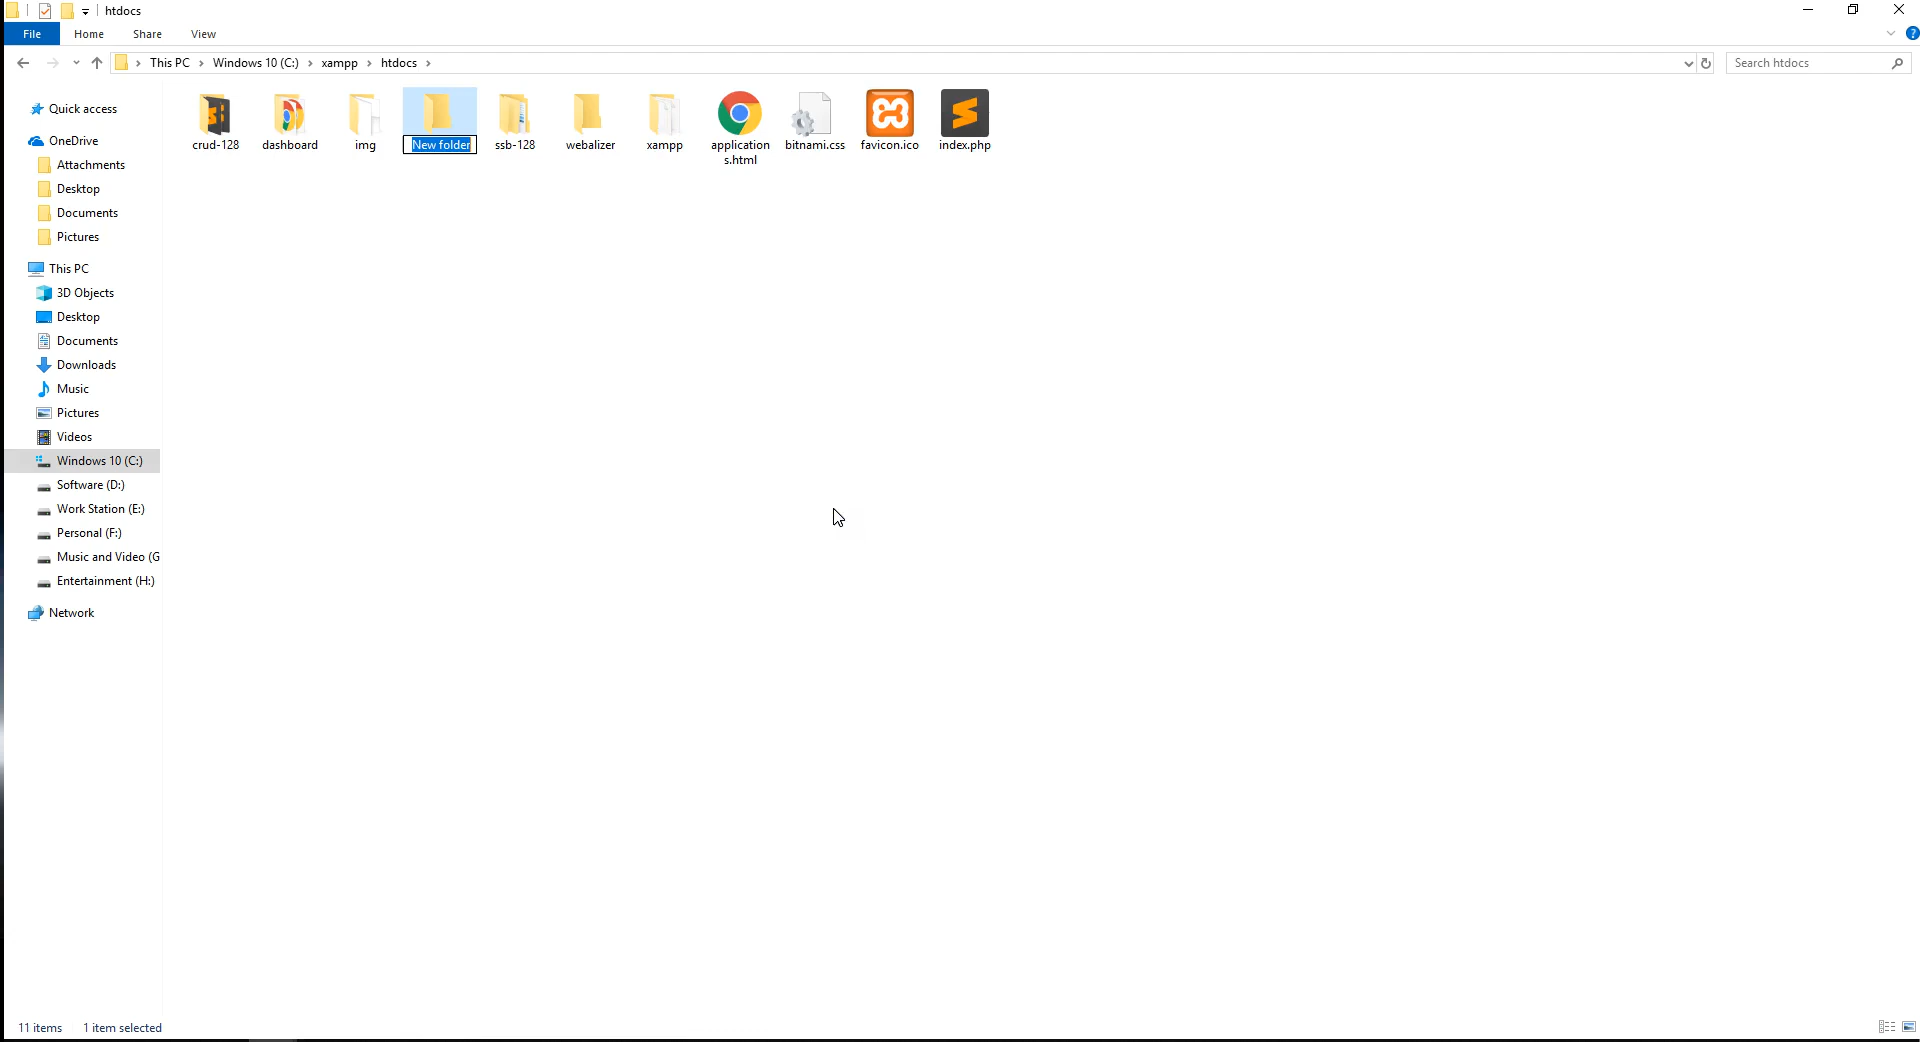 htdocs
File Home Share View
This PC Windows 10 (C:) xampp htdocs
Search htdocs
Quick access
OneDrive
Attachments
Desktop
Documents
Pictures
This PC
3D Objects
Desktop
Documents
Downloads
Music
Pictures
Videos
Windows 10 (C:)
Software (D:)
Work Station (E:)
Personal (F:)
Music and Video (G
Entertainment (H:)
Network
crud-128 dashboard img New folder ssb-128 webalizer xampp application bitnami.css favicon.ico index.php
s.html
11 items 1 item selected